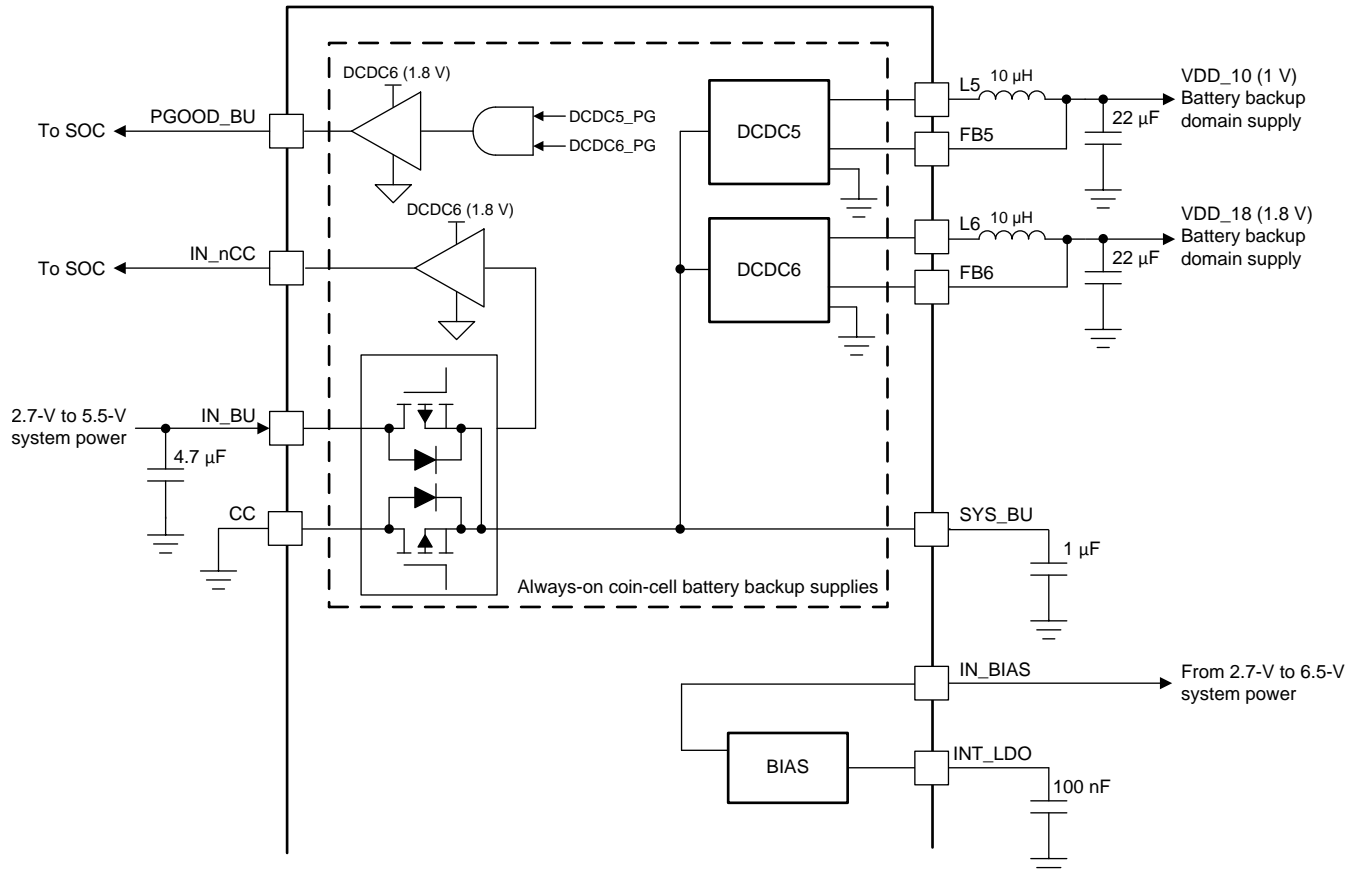 DCDC6 (1.8 V)
PGOOD_BU
To SOC
DCDC5_PG
DCDC6_PG
DCDC6 (1.8 V)
IN_nCC
To SOC
2.7-V to 5.5-V
system power
IN_BU
4.7 µF
CC
Always-on coin-cell battery backup supplies
DCDC5
L5
10 µH
FB5
22 µF
VDD_10 (1 V)
Battery backup
domain supply
DCDC6
L6
10 µH
FB6
22 µF
VDD_18 (1.8 V)
Battery backup
domain supply
SYS_BU
1 µF
IN_BIAS
From 2.7-V to 6.5-V
system power
BIAS
INT_LDO
100 nF